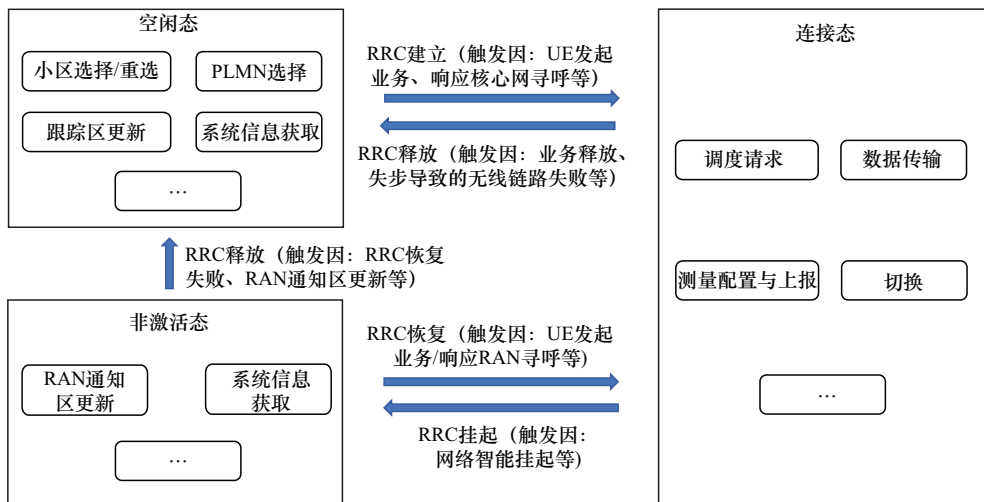 空闲态
小区选择/重选
PLMN选择
跟踪区更新
系统信息获取
…
RRC建立（触发因：UE发起
业务、响应核心网寻呼等）
RRC释放（触发因：业务释放、
失步导致的无线链路失败等）
连接态
调度请求
数据传输
测量配置与上报
切换
…
RRC释放（触发因：RRC恢复
失败、RAN通知区更新等）
非激活态
RAN通知
区更新
系统信息
获取
…
RRC恢复（触发因：UE发起
业务/响应RAN寻呼等）
RRC挂起（触发因：
网络智能挂起等)